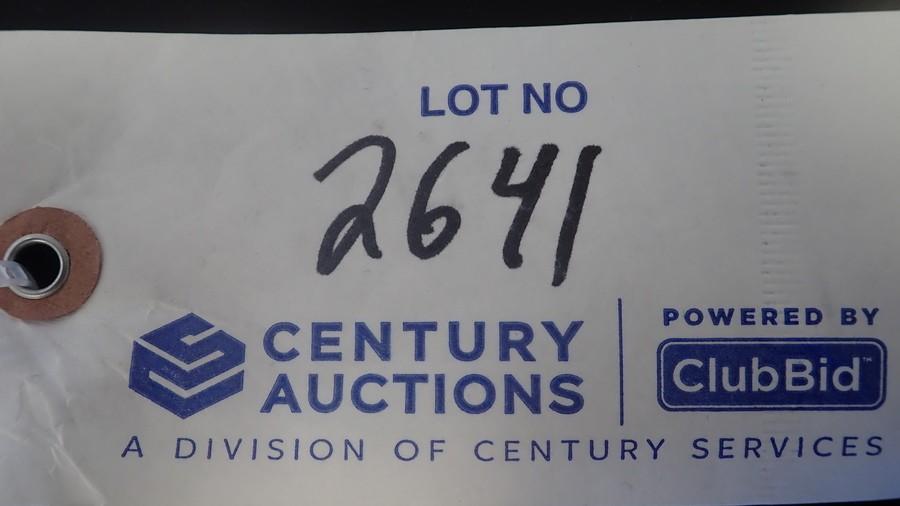 LOT NO
2641
CENTURY
AUCTIONS
POWERED BY
ClubBid™
A DIVISION OF CENTURY SERVICES